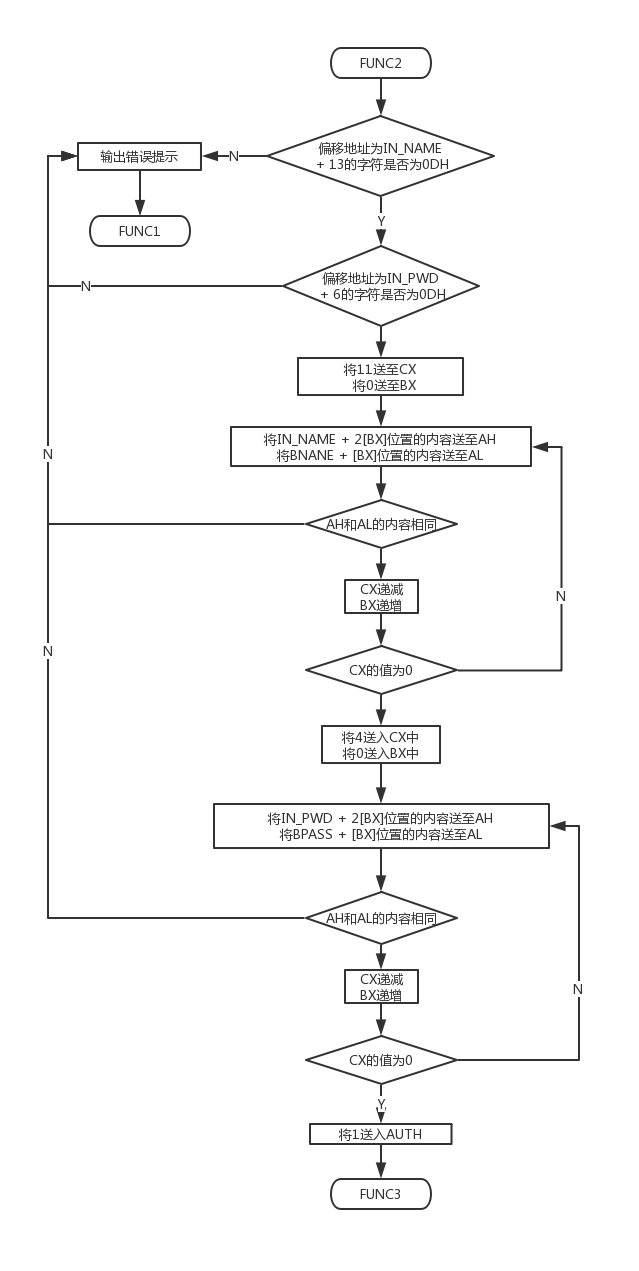 FUNC2
偏移地址为IN_NAME
+ 13的字符是否为0DH
N
输出错误提示
FUNC1
Y
偏移地址为IN_PWD
+ 6的字符是否为0DH
N
将11送至CX
将0送至BX
将IN_NAME + 2[BX]位置的内容送至AH
将BNANE + [BX]位置的内容送至AL
N
AH和AL的内容相同
CX递减
BX递增
N
N
CX的值为0
将4送入CX中
将0送入BX中
将IN_PWD + 2[BX]位置的内容送至AH
将BPASS + [BX]位置的内容送至AL
AH和AL的内容相同
CX递减
BX递增
N
CX的值为0
Y
将1送入AUTH
FUNC3